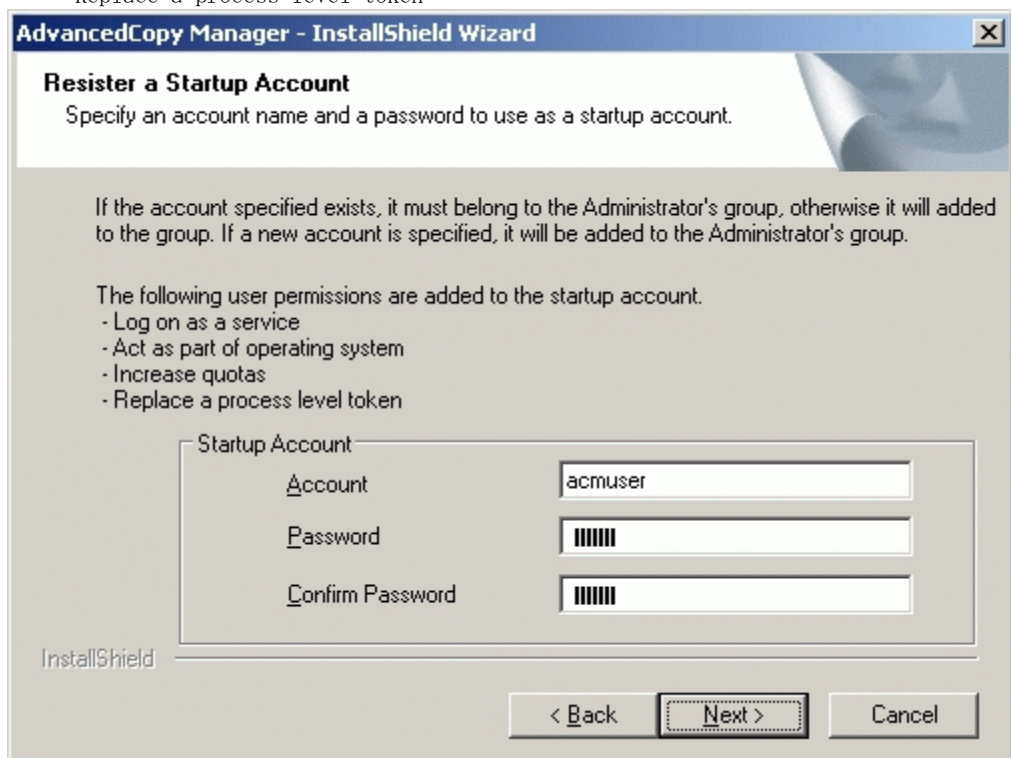 Replace a process level token
AdvancedCopy Manager - InstallShield Wizard
Resister a Startup Account
Specify an account name and a password to use as a startup account.
If the account specified exists, it must belong to the Administrator's group, otherwise it will added
to the group. If a new account is specified, it will be added to the Administrator's group.
The following user permissions are added to the startup account.
- Log on as a service
- Act as part of operating system
- Increase quotas
- Replace a process level token
Startup Account
Account
acmuser
Password
Confirm Password
InstallShield
< Back
Next >
Cancel